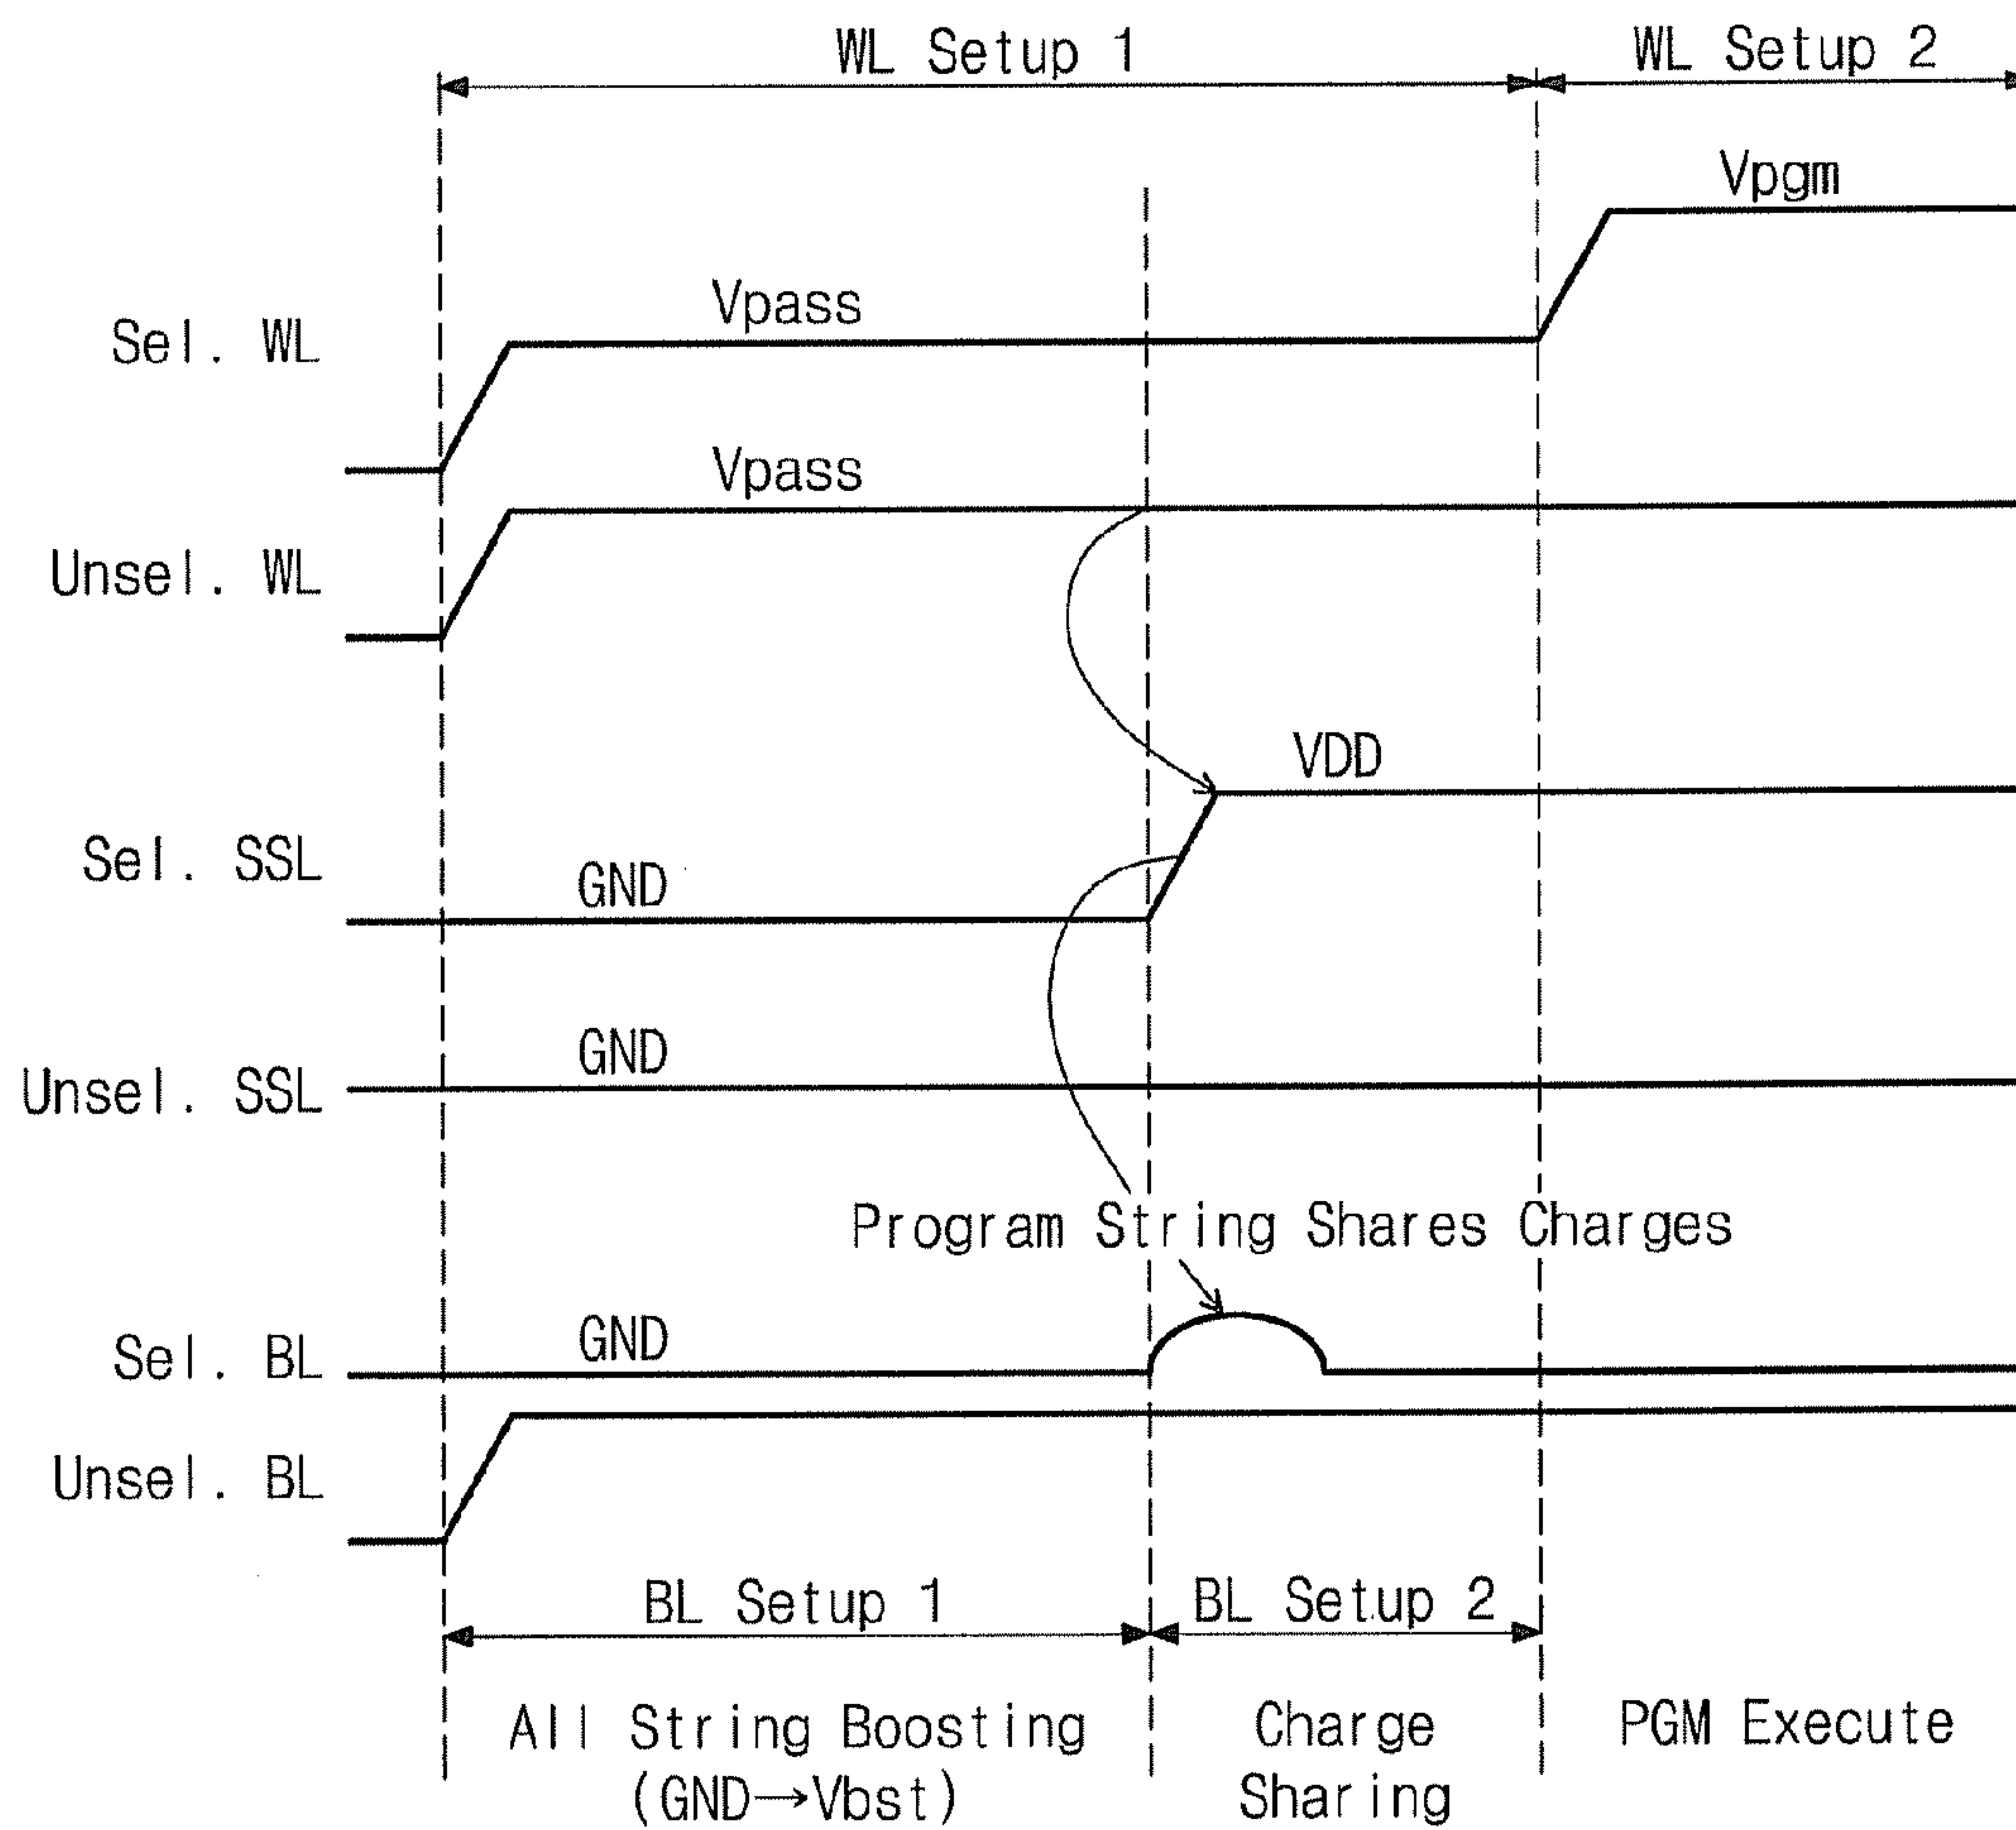 WL Setup 1
WL Setup 2
Vpgm
Vpass
Sel. WL
Vpass
Unsel. WL
VDD
Sel. SSL
GND
GND
Unsel. SSL
Program String Shares Charges
GND
Sel. BL
Unsel. BL
BL Setup 1
BL Setup 2
All String Boosting
(GND→Vbst)
Charge
Sharing
PGM Execute